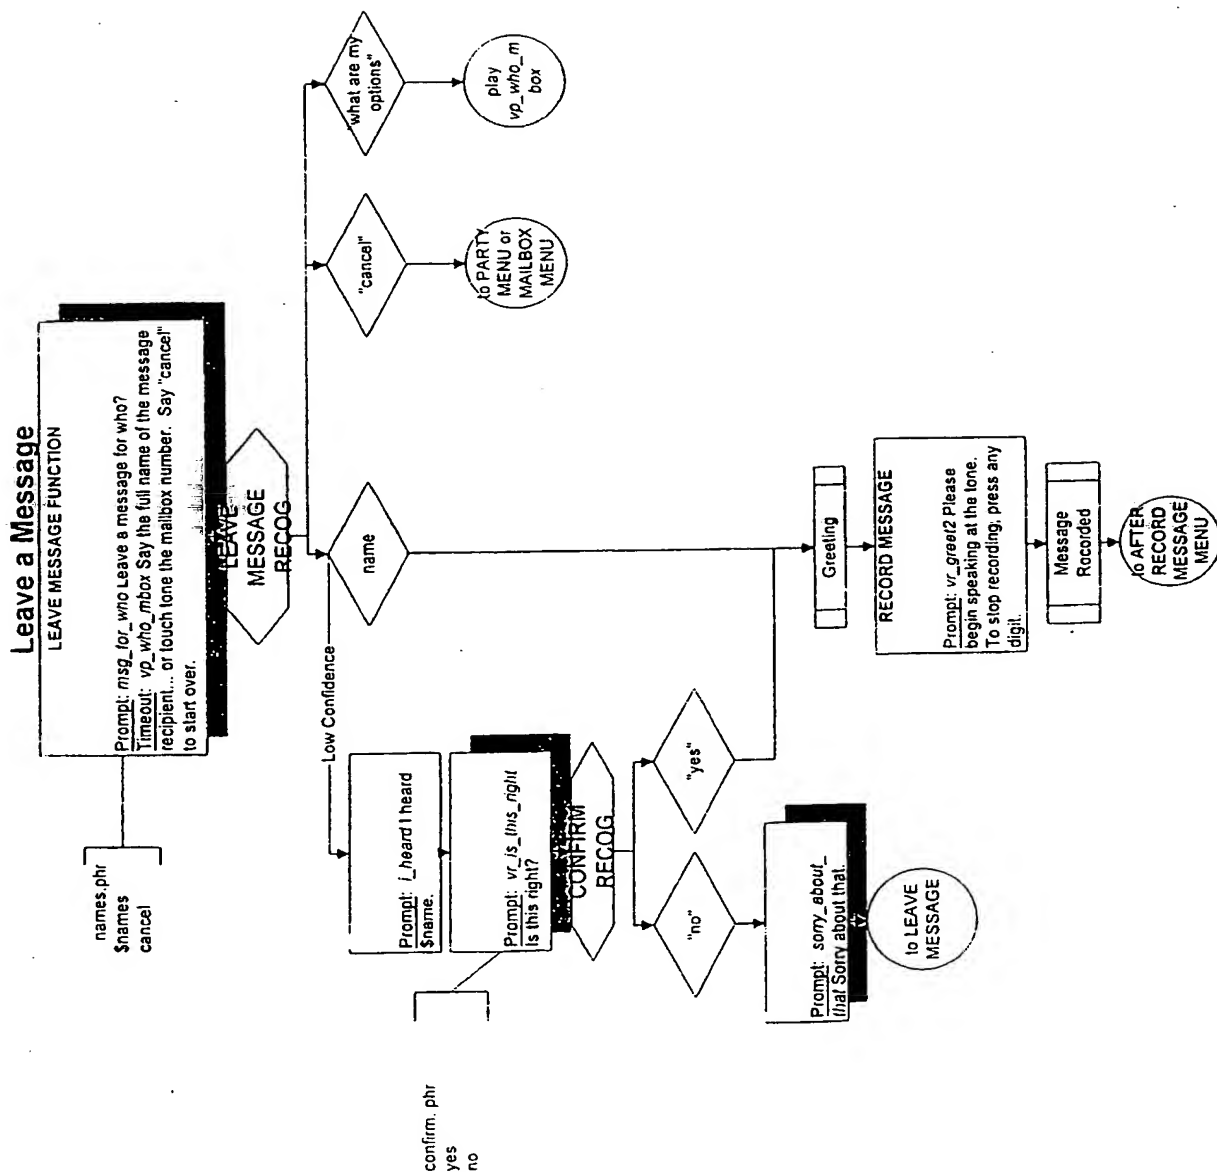 Leave a Message
LEAVE MESSAGE FUNCTION
Prompt: msg_for_who Leave a message for who?
Timeout: vp_who_mbox Say the full name of the message
recipient... or touch tone the mailbox number. Say "cancel"
to start over.
names.phr
$names
cancel
LEAVE
MESSAGE
RECOG
"what are my
options"
play
vp_who_m
box
"cancel"
to PARTY
MENU or
MAILBOX
MENU
name
Low Confidence
Prompt: i_heard I heard
$name.
Prompt: vr_is_this_right
Is this right?
confirm.phr
yes
no
CONFIRM
RECOG
"yes"
"no"
Prompt: sorry_about_
that Sorry about that.
to LEAVE
MESSAGE
Greeting
RECORD MESSAGE
Prompt: vr_greet2 Please
begin speaking at the tone.
To stop recording; press any
digit.
Message
Rocorded
to AFTER
RECORD
MESSAGE
MENU